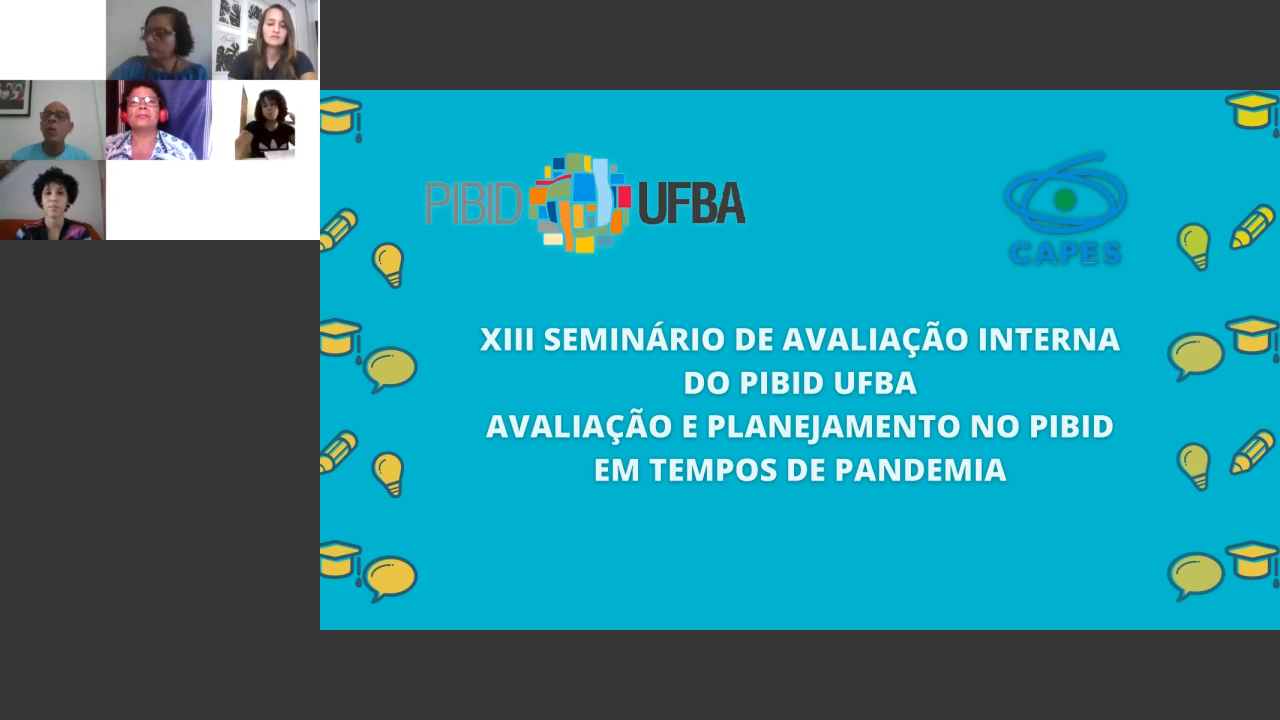 PIBID UFBA
CAPES
XIII SEMINÁRIO DE AVALIAÇÃO INTERNA
DO PIBID UFBA
AVALIAÇÃO E PLANEJAMENTO NO PIBID
EM TEMPOS DE PANDEMIA